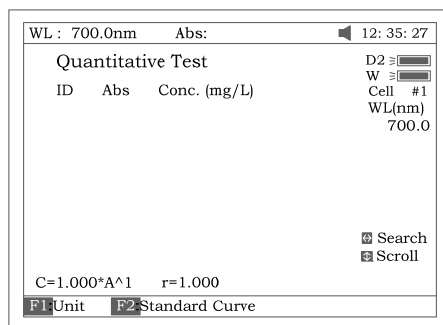 WL : 700.0nm Abs: 12: 35: 27
Quantitative Test
D2
W
ID Abs Conc. (mg/L)
Cell #1
WL(nm)
700.0
Search
Scroll
C=1.000*A^1 r=1.000
F1:Unit F2:Standard Curve